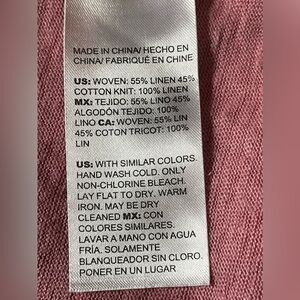 MADE IN CHINA/ HECHO EN
CHINA/ FABRIQUÉ EN CHINE
US: WOVEN: 55% LINEN 45%
COTTON KNIT: 100% LINEN
MX: TEJIDO: 55% LINO 45%
ALGODÓN TEJIDO: 100%
LINO CA: WOVEN: 55% LIN
45% COTON TRICOT: 100%
LIN
US: WITH SIMILAR COLORS.
HAND WASH COLD. ONLY
NON-CHLORINE BLEACH.
LAY FLAT TO DRY. WARM
IRON. MAY BE DRY
CLEANED MX: CON
COLORES SIMILARES.
LAVAR A MANO CON AGUA
FRÍA. SOLAMENTE
BLANQUEADOR SIN CLORO.
PONER EN UN LUGAR